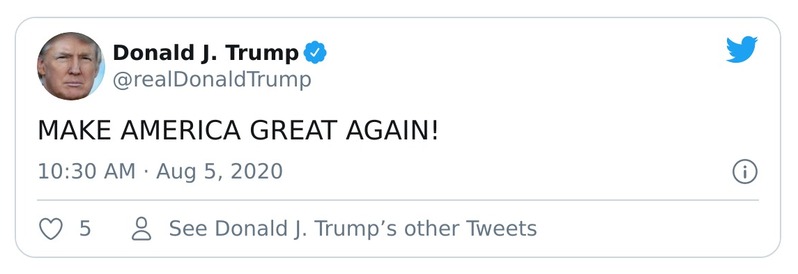 Donald J. Trump
@realDonaldTrump
MAKE AMERICA GREAT AGAIN!
10:30 AM · Aug 5, 2020
5
See Donald J. Trump’s other Tweets